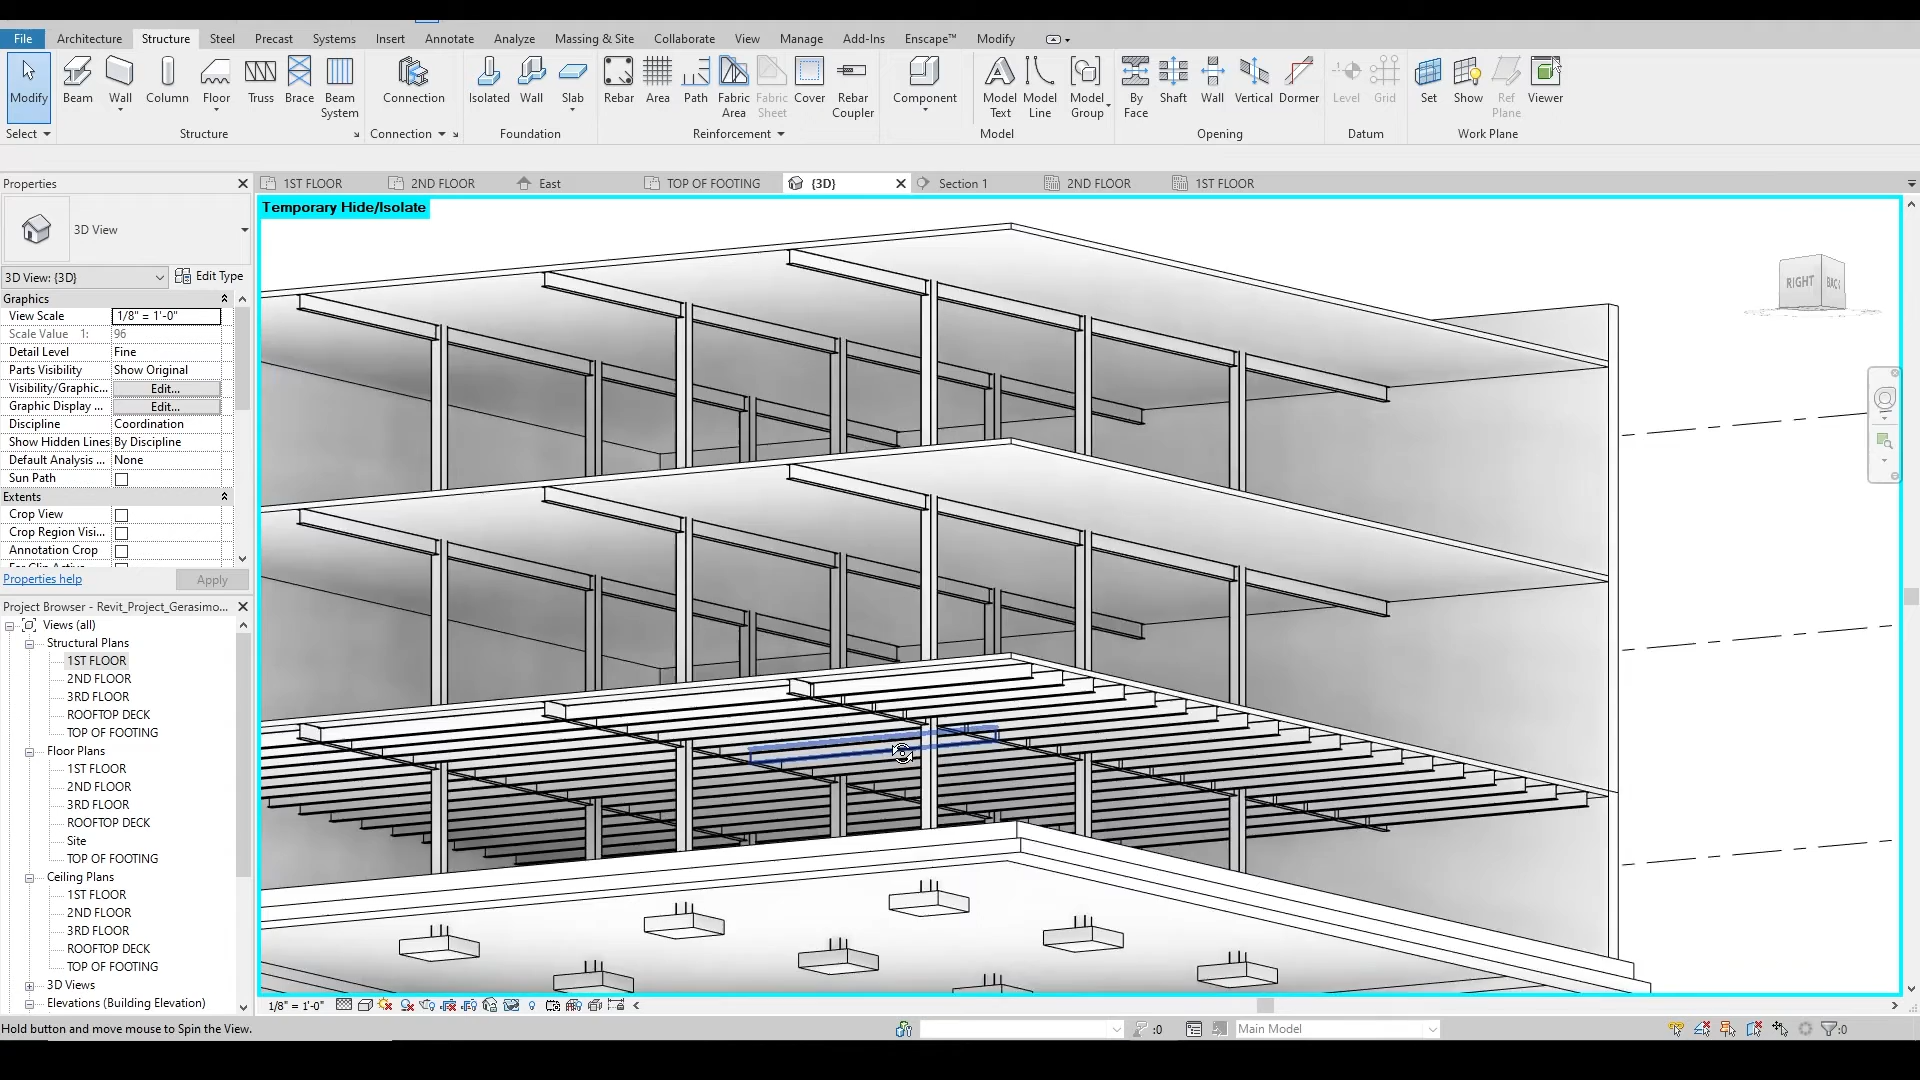 File Architecture Structure Steel Precast Systems Insert Annotate Analyze Massing & Site Collaborate View Manage Add-Ins Enscape™ Modify
Modify Beam Wall Column Floor Truss Brace Beam System Connection Isolated Wall Slab Rebar Area Path Fabric Area Fabric Sheet Cover Rebar Coupler Component Model Text Model Line Model Group By Face Shaft Wall Vertical Dormer Level Grid Set Show Ref Plane Viewer
Select Structure Connection Foundation Reinforcement Model Opening Datum Work Plane
Properties
1ST FLOOR 2ND FLOOR East TOP OF FOOTING {3D} Section 1 2ND FLOOR 1ST FLOOR
Temporary Hide/Isolate
3D View
3D View: {3D} Edit Type
Graphics
View Scale 1/8" = 1'-0"
Scale Value 1: 96
Detail Level Fine
Parts Visibility Show Original
Visibility/Graphic... Edit...
Graphic Display ... Edit...
Discipline Coordination
Show Hidden Lines By Discipline
Default Analysis ... None
Sun Path
Extents
Crop View
Crop Region Visi...
Annotation Crop
Properties help Apply
Project Browser - Revit_Project_Gerasimo...
Views (all)
Structural Plans
1ST FLOOR
2ND FLOOR
3RD FLOOR
ROOFTOP DECK
TOP OF FOOTING
Floor Plans
1ST FLOOR
2ND FLOOR
3RD FLOOR
ROOFTOP DECK
Site
TOP OF FOOTING
Ceiling Plans
1ST FLOOR
2ND FLOOR
3RD FLOOR
ROOFTOP DECK
TOP OF FOOTING
3D Views
Elevations (Building Elevation)
RIGHT BACK
1/8" = 1'-0"
Hold button and move mouse to Spin the View.
:0 Main Model :0